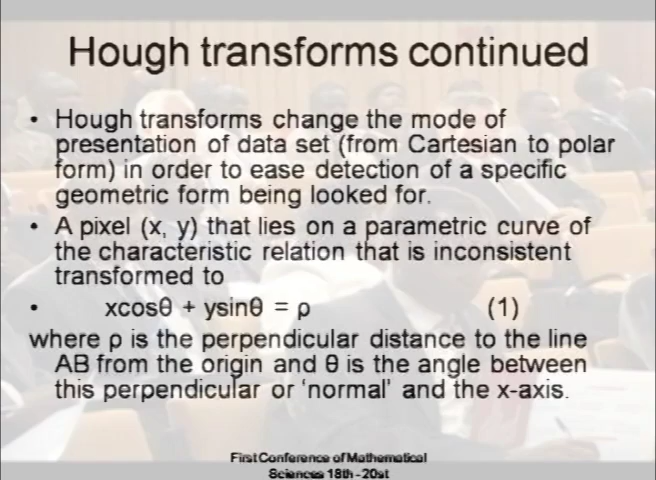 Hough transforms continued
• Hough transforms change the mode of
presentation of data set (from Cartesian to polar
form) in order to ease detection of a specific
geometric form being looked for.
• A pixel (x, y) that lies on a parametric curve of
the characteristic relation that is inconsistent
transformed to
• xcosθ + ysinθ = ρ (1)
where ρ is the perpendicular distance to the line
AB from the origin and θ is the angle between
this perpendicular or 'normal' and the x-axis.
First Conference of Mathematical
Sciences 18th - 20st